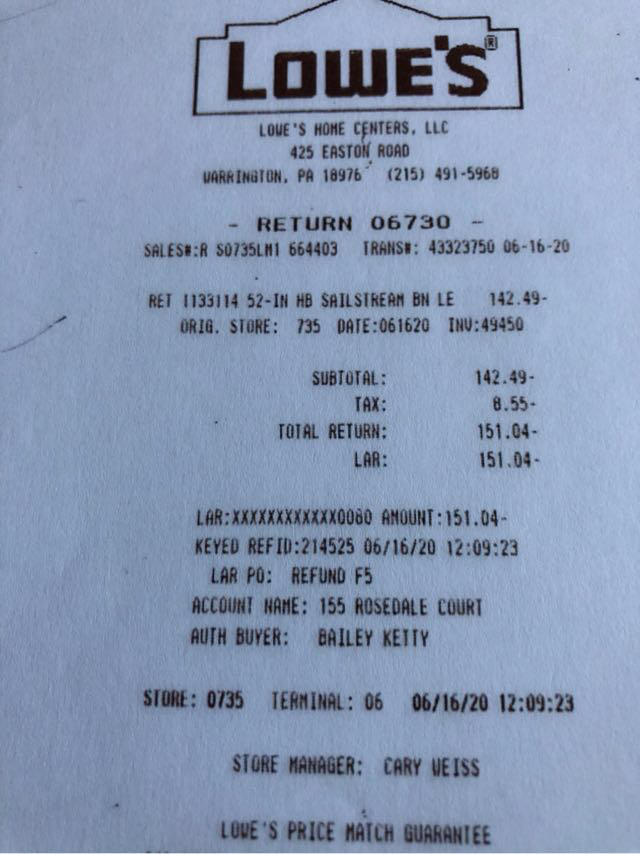 LOWE'S®
LOWE'S HOME CENTERS, LLC
425 EASTON ROAD
WARRINGTON, PA 18976 (215) 491-5968
- RETURN 06730 -
SALES#:R S0735LM1 664403 TRANS#: 43323750 06-16-20
RET 1133114 52-IN HB SAILSTREAM BN LE 142.49-
ORIG. STORE: 735 DATE:061620 INV:49450
SUBTOTAL: 142.49-
TAX: 8.55-
TOTAL RETURN: 151.04-
LAR: 151.04-
LAR:XXXXXXXXXXXX0080 AMOUNT:151.04-
KEYED REFID:214525 06/16/20 12:09:23
LAR PO: REFUND F5
ACCOUNT NAME: 155 ROSEDALE COURT
AUTH BUYER: BAILEY KETTY
STORE: 0735 TERMINAL: 06 06/16/20 12:09:23
STORE MANAGER: CARY WEISS
LOWE'S PRICE MATCH GUARANTEE